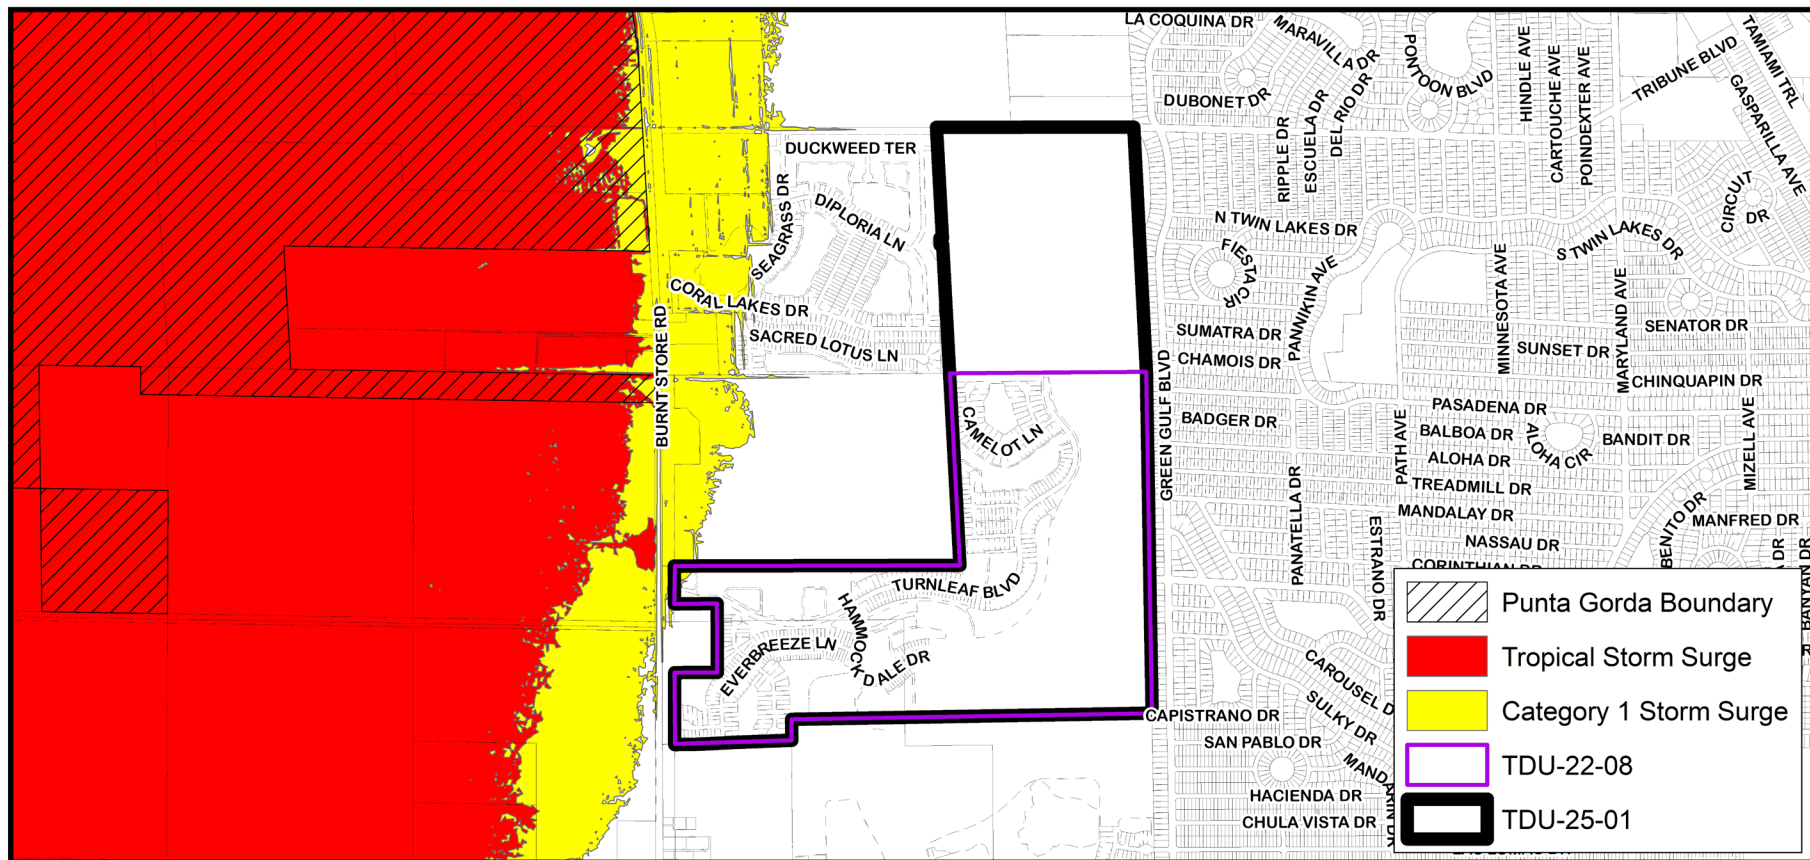 LA COQUINA DR
MARAVILLA DR
PONTOON BLVD
HINDLE AVE
CARTOUCHE AVE
POINDEXTER AVE
TRIBUNE BLVD
TAMIAMI TRL
GASPARILLA AVE
DUBONET DR
DEL RIO DR
ESCUELA DR
RIPPLE DR
DUCKWEED TER
SEAGRASS DR
DIPLORIA LN
N TWIN LAKES DR
S TWIN LAKES DR
CIRCUIT DR
FIESTA CIR
PANNIKIN AVE
MINNESOTA AVE
MARYLAND AVE
CORAL LAKES DR
SACRED LOTUS LN
BURNT STORE RD
SUMATRA DR
CHAMOIS DR
SENATOR DR
SUNSET DR
CHINQUAPIN DR
GREEN GULF BLVD
CAMELOT LN
BADGER DR
PASADENA DR
BALBOA DR
ALOHA CIR
BANDIT DR
MIZELL AVE
PATH AVE
ALOHA DR
TREADMILL DR
MANDALAY DR
BENITO DR
MANFRED DR
NASSAU DR
CORINTHIAN DR
PANATELLA DR
ESTRANO DR
TURNLEAF BLVD
HAMMOCK DALE DR
EVERBREEZE LN
CAROUSEL D
SULKY DR
CAPISTRANO DR
SAN PABLO DR
MANDARIN DR
HACIENDA DR
CHULA VISTA DR
Punta Gorda Boundary
Tropical Storm Surge
Category 1 Storm Surge
TDU-22-08
TDU-25-01